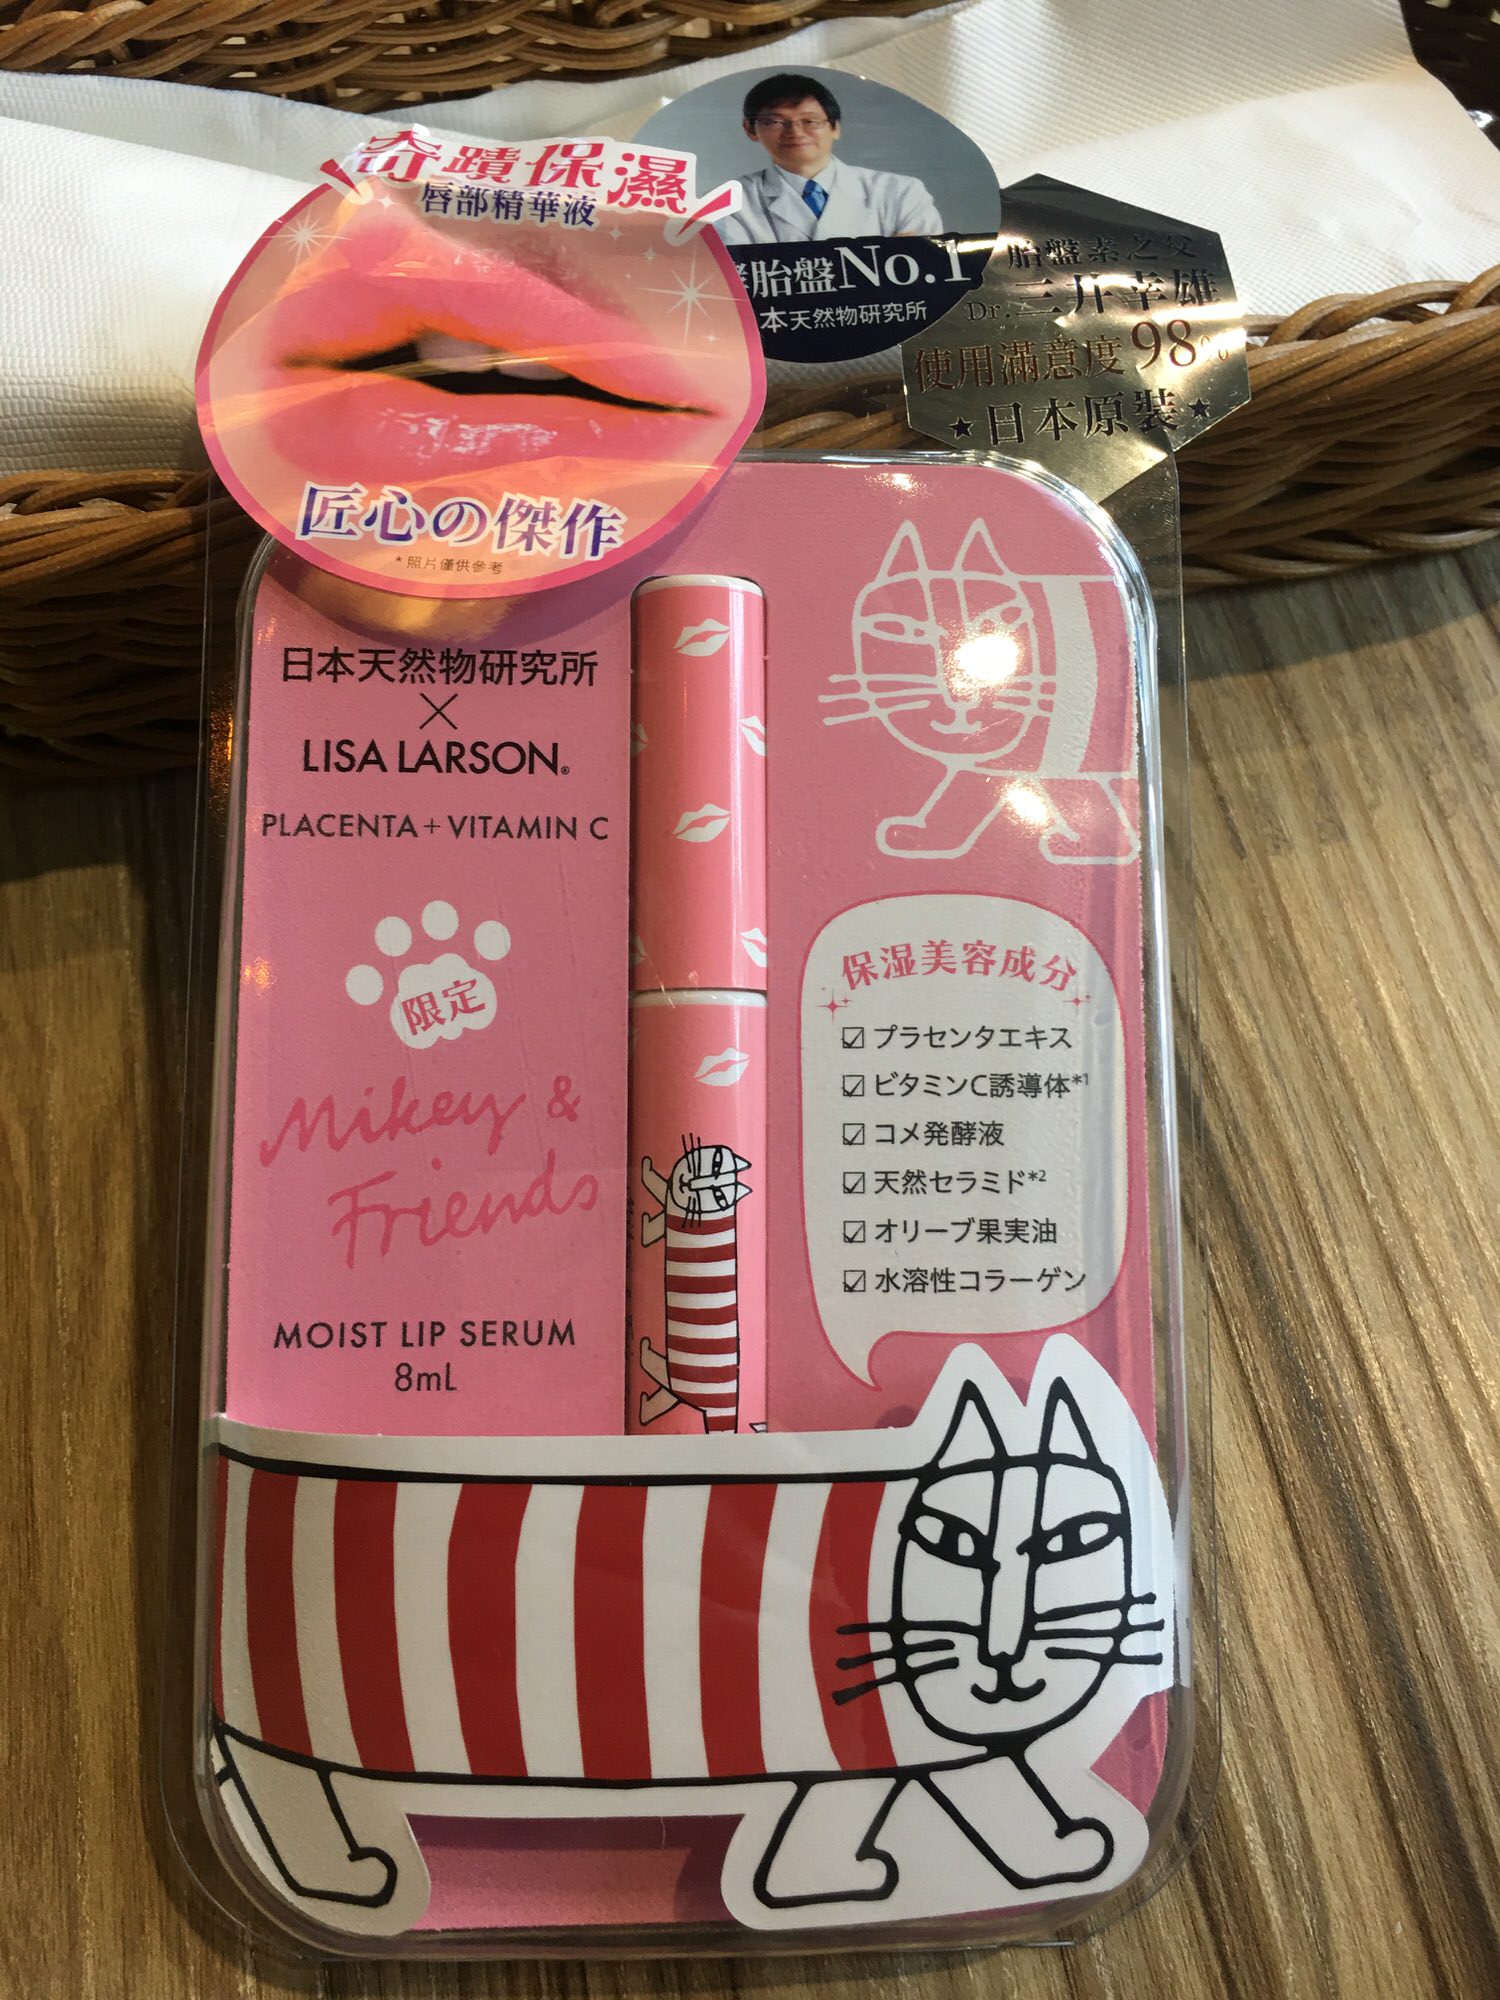 奇蹟保濕
唇部精華液
匠心の傑作
*照片僅供參考
胎盤No.1
本天然物研究所
胎盤素之父
Dr.三井幸雄
使用滿意度98%
★日本原裝★
日本天然物研究所
×
LISA LARSON®
PLACENTA+VITAMIN C
限定
Mikey &
Friends
MOIST LIP SERUM
8mL
保湿美容成分
☑プラセンタエキス
☑ビタミンC誘導体*1
☑コメ発酵液
☑天然セラミド*2
☑オリーブ果実油
☑水溶性コラーゲン